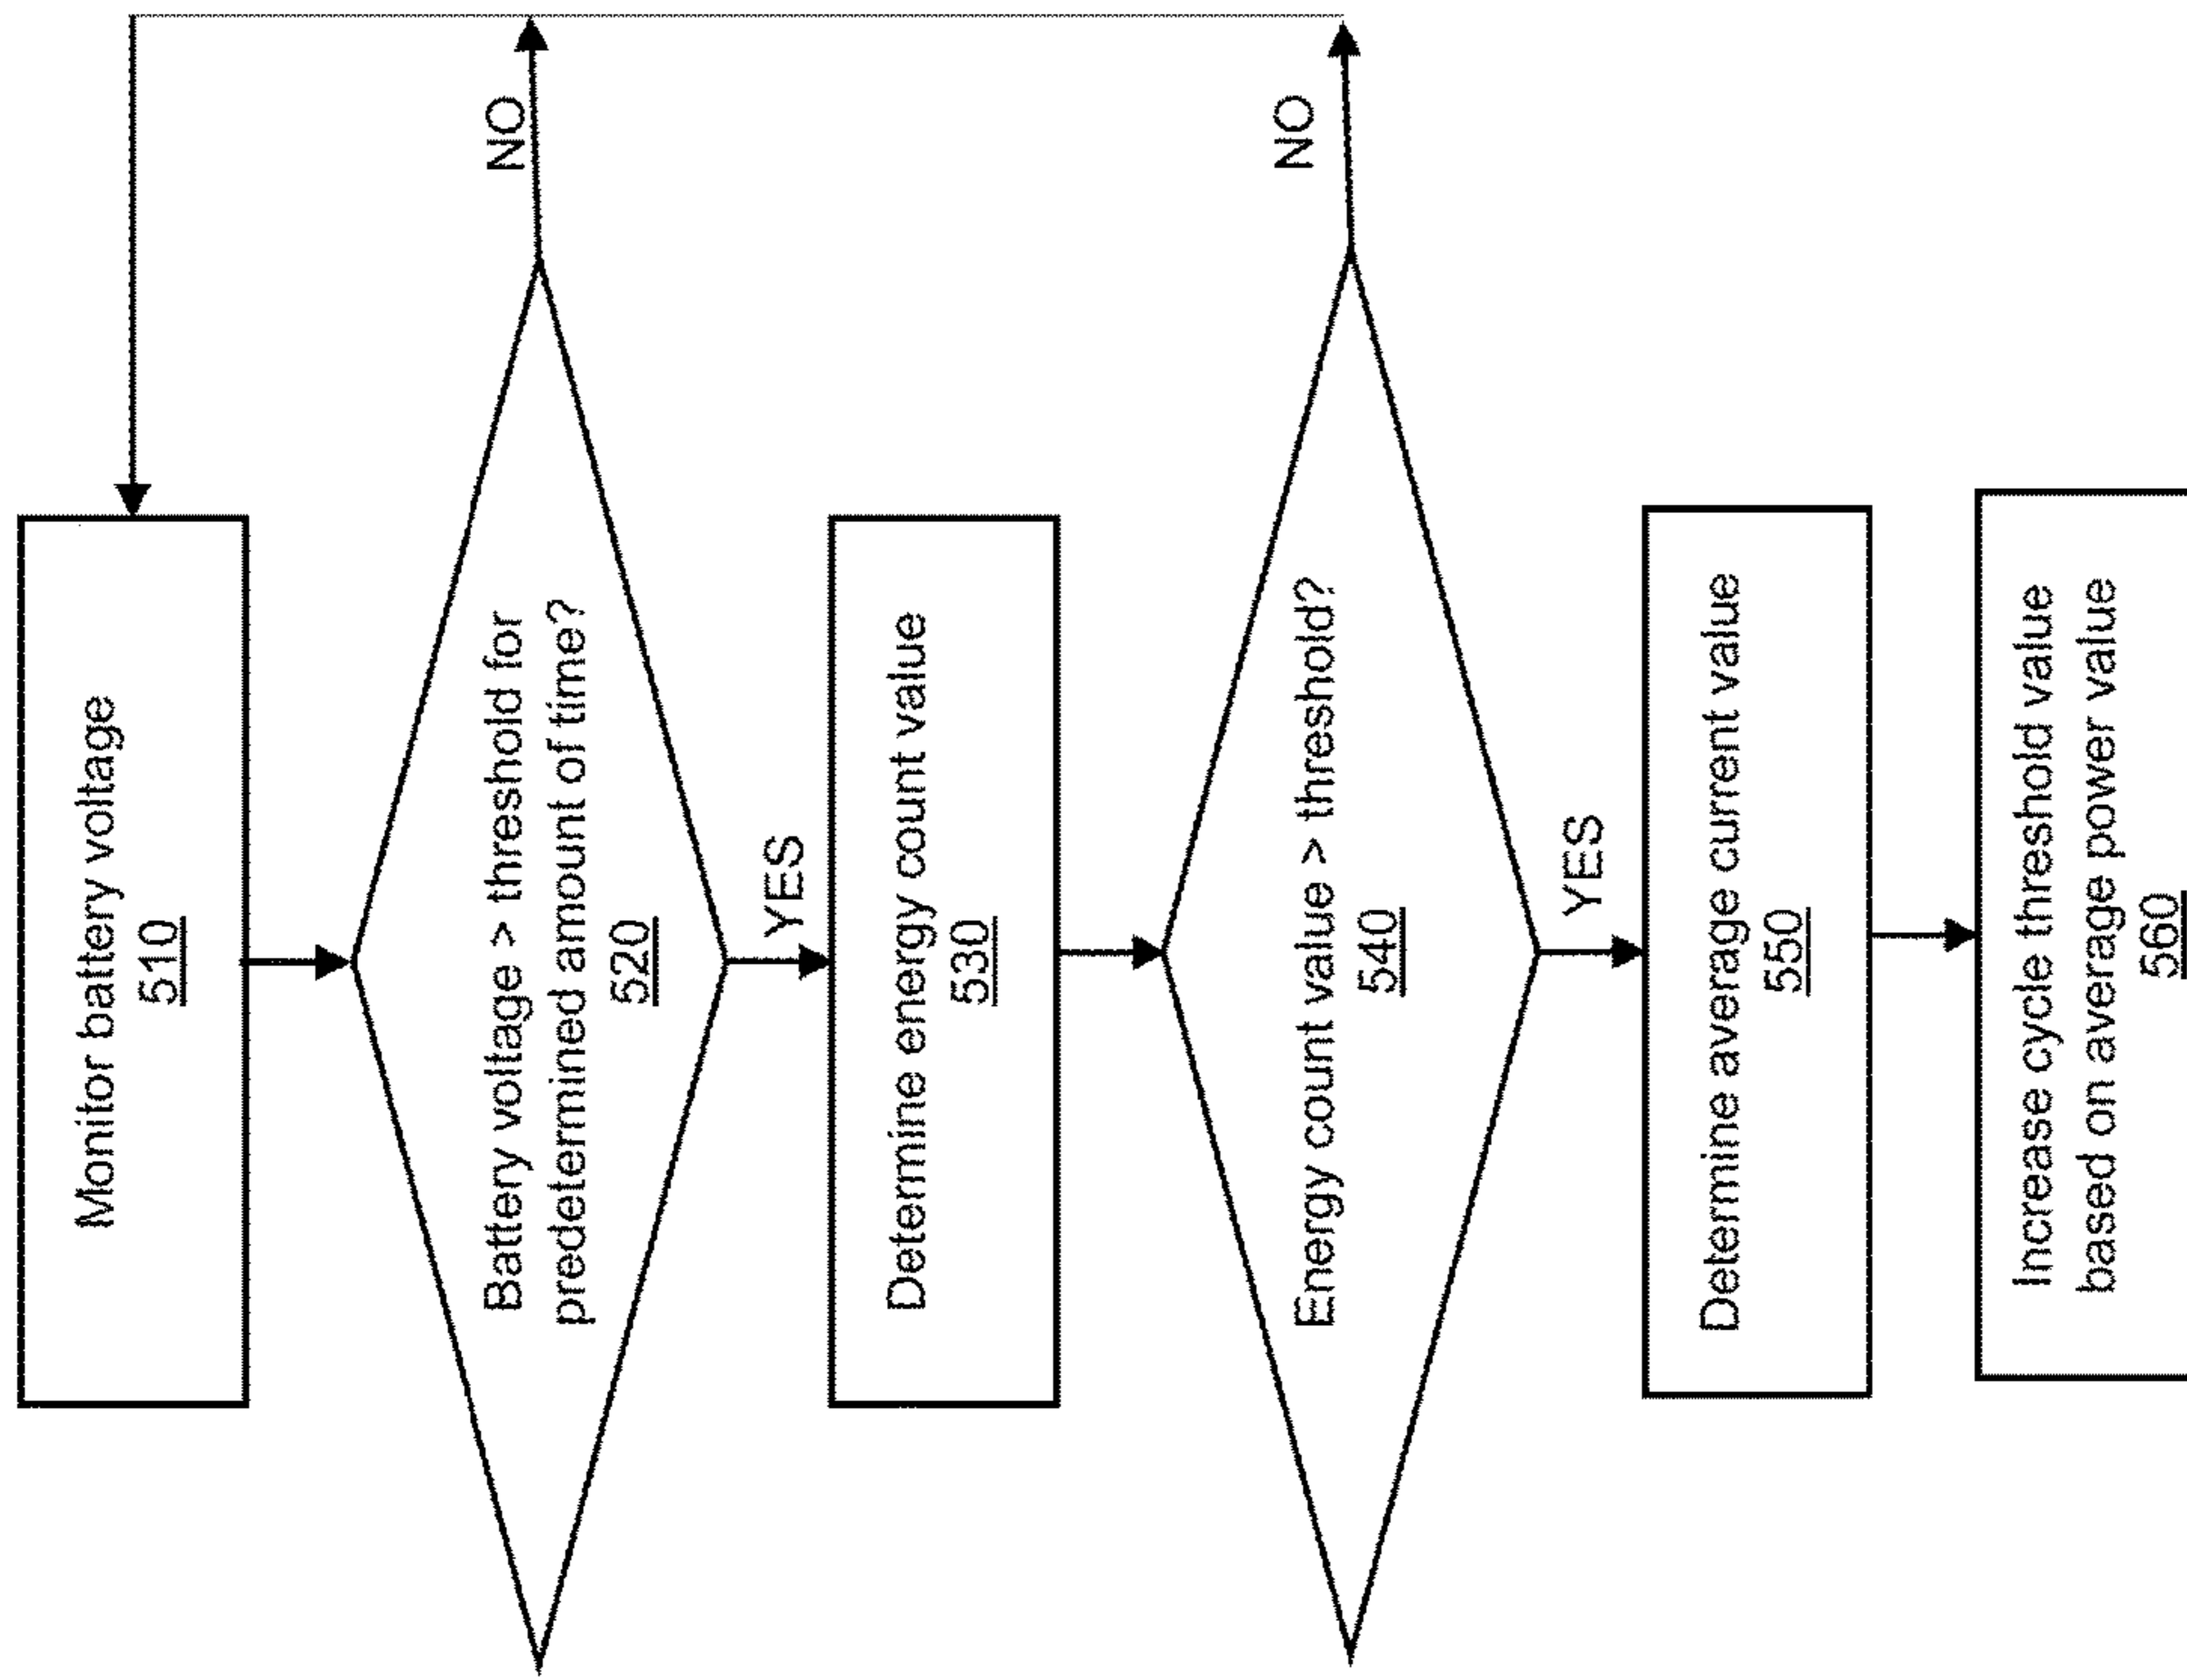 Monitor battery voltage
510
Battery voltage > threshold for
predetermined amount of time?
520
NO
YES
Determine energy count value
530
Energy count value > threshold?
540
NO
YES
Determine average current value
550
Increase cycle threshold value
based on average power value
560